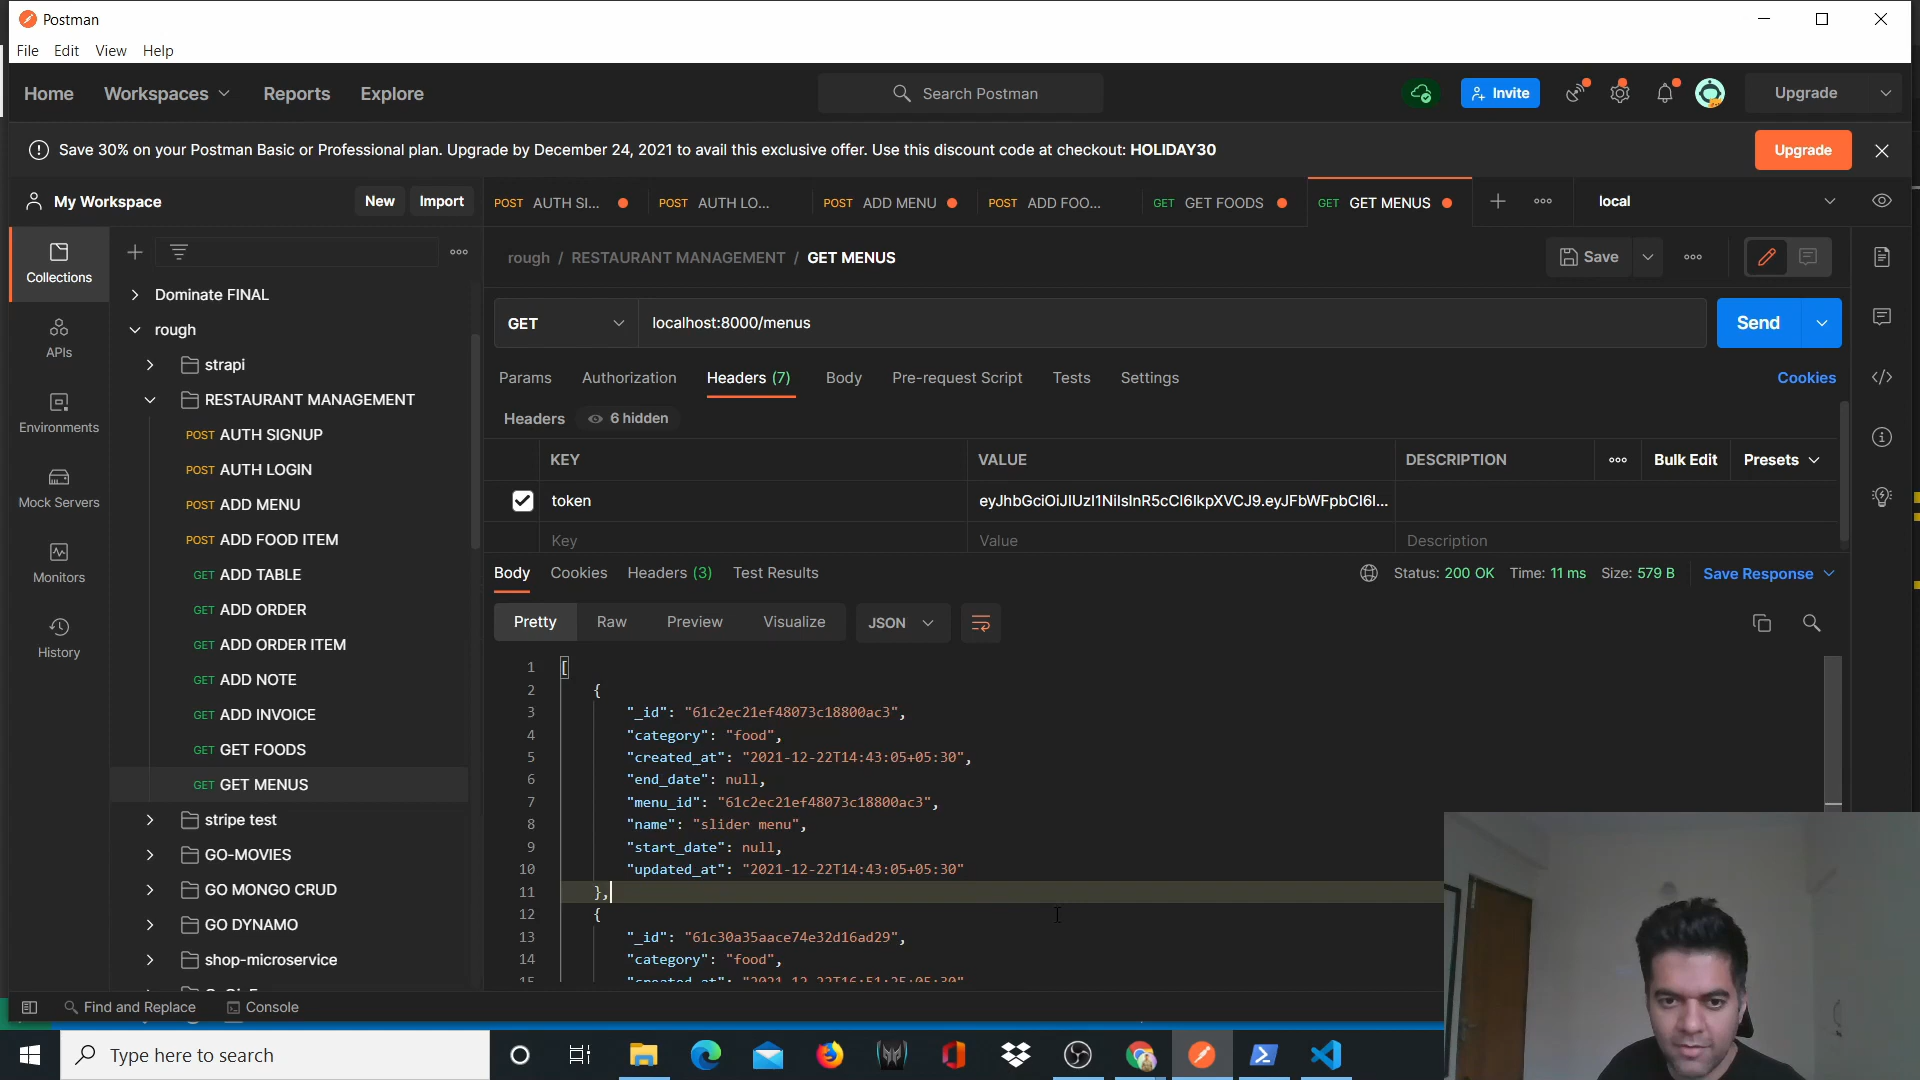 Postman
File Edit View Help
Home Workspaces Reports Explore Search Postman Invite Upgrade
Save 30% on your Postman Basic or Professional plan. Upgrade by December 24, 2021 to avail this exclusive offer. Use this discount code at checkout: HOLIDAY30 Upgrade
My Workspace New Import POST AUTH SI... POST AUTH LO... POST ADD MENU POST ADD FOO... GET GET FOODS GET GET MENUS local
Collections
APIs
Environments
Mock Servers
Monitors
History
Dominate FINAL
rough
strapi
RESTAURANT MANAGEMENT
POST AUTH SIGNUP
POST AUTH LOGIN
POST ADD MENU
POST ADD FOOD ITEM
GET ADD TABLE
GET ADD ORDER
GET ADD ORDER ITEM
GET ADD NOTE
GET ADD INVOICE
GET GET FOODS
GET GET MENUS
stripe test
GO-MOVIES
GO MONGO CRUD
GO DYNAMO
shop-microservice
rough / RESTAURANT MANAGEMENT / GET MENUS Save
GET localhost:8000/menus Send
Params Authorization Headers (7) Body Pre-request Script Tests Settings Cookies
Headers 6 hidden
KEY VALUE DESCRIPTION Bulk Edit Presets
token
Key Value Description
Body Cookies Headers (3) Test Results Status: 200 OK Time: 11 ms Size: 579 B Save Response
Pretty Raw Preview Visualize JSON
1 [
2 {
3 "_id": "61c2ec21ef48073c18800ac3",
4 "category": "food",
5 "created_at": "2021-12-22T14:43:05+05:30",
6 "end_date": null,
7 "menu_id": "61c2ec21ef48073c18800ac3",
8 "name": "slider menu",
9 "start_date": null,
10 "updated_at": "2021-12-22T14:43:05+05:30"
11 },
12 {
13 "_id": "61c30a35aace74e32d16ad29",
14 "category": "food",
15 "created_at": "2021-12-22T16:51:25+05:30"
Find and Replace Console
Type here to search